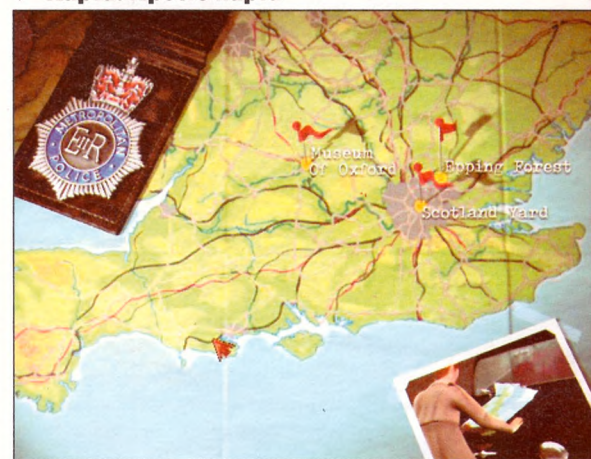 METROPOLITAN
POLICE
EIIR
Museum
Of Oxford
Epping Forest
Scotland Yard